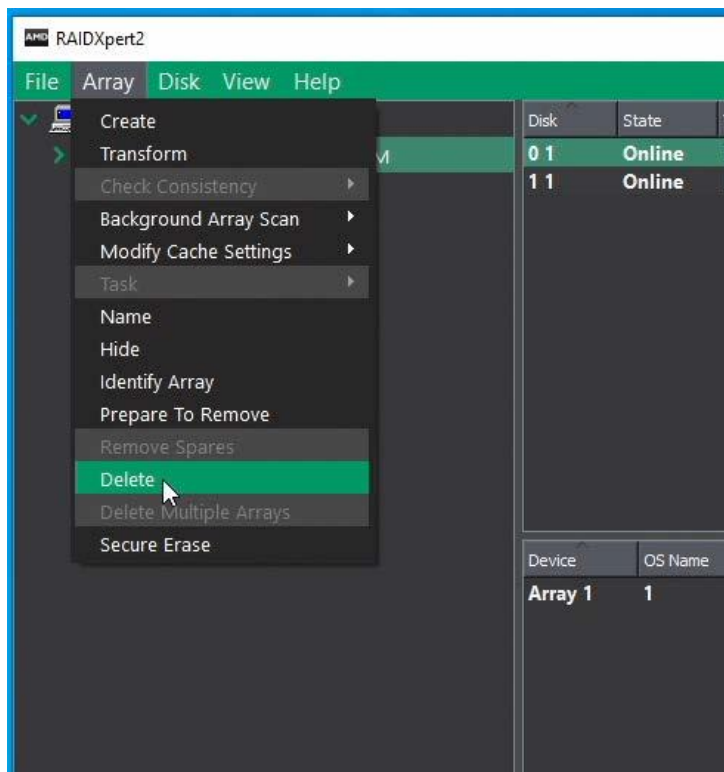 AMD RAIDXpert2
File Array Disk View Help
Create
Transform
M
Check Consistency
Background Array Scan
Modify Cache Settings
Task
Name
Hide
Identify Array
Prepare To Remove
Remove Spares
Delete
Delete Multiple Arrays
Secure Erase
Disk State
0 1 Online
1 1 Online
Device OS Name
Array 1 1